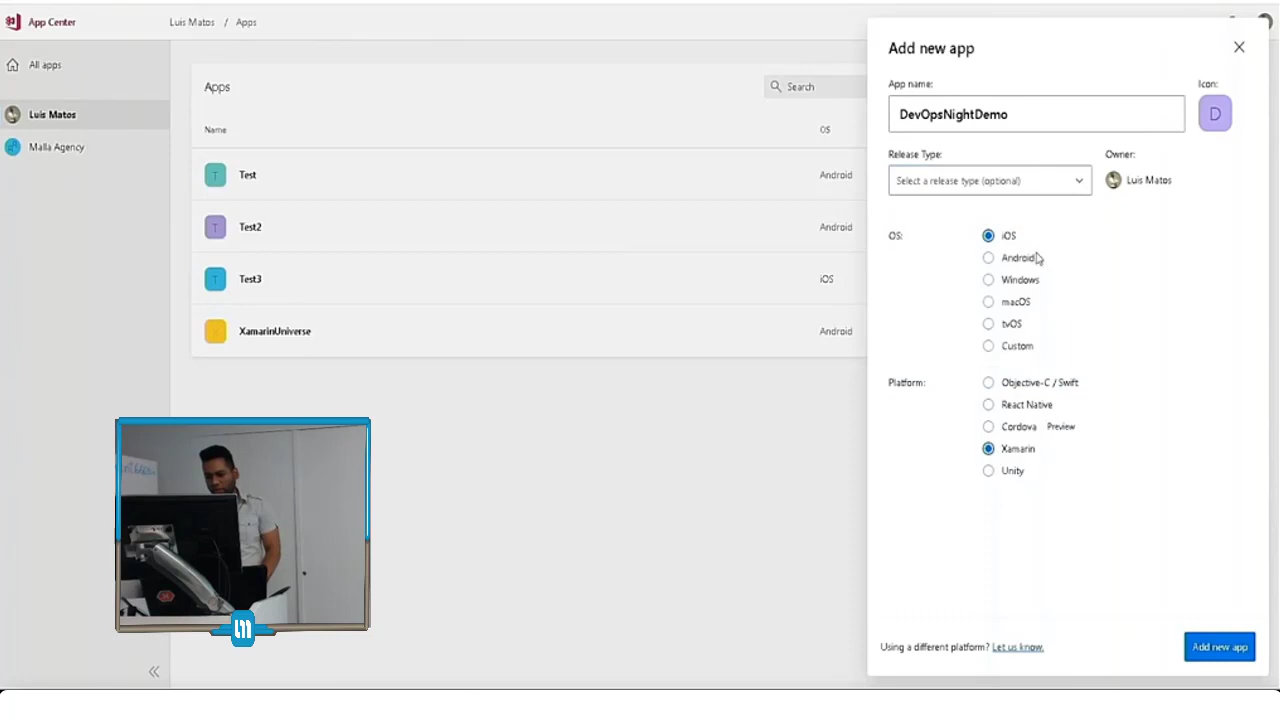 App Center
Luis Matos / Apps
All apps
Luis Matos
Malla Agency
Apps
Search
Name
OS
T
Test
Android
T
Test2
Android
T
Test3
iOS
XamarinUniverse
Android
Add new app
App name:
Icon:
DevOpsNightDemo
D
Release Type:
Owner:
Select a release type (optional)
Luis Matos
OS:
iOS
Android
Windows
macOS
tvOS
Custom
Platform:
Objective-C / Swift
React Native
Cordova Preview
Xamarin
Unity
Using a different platform? Let us know.
Add new app